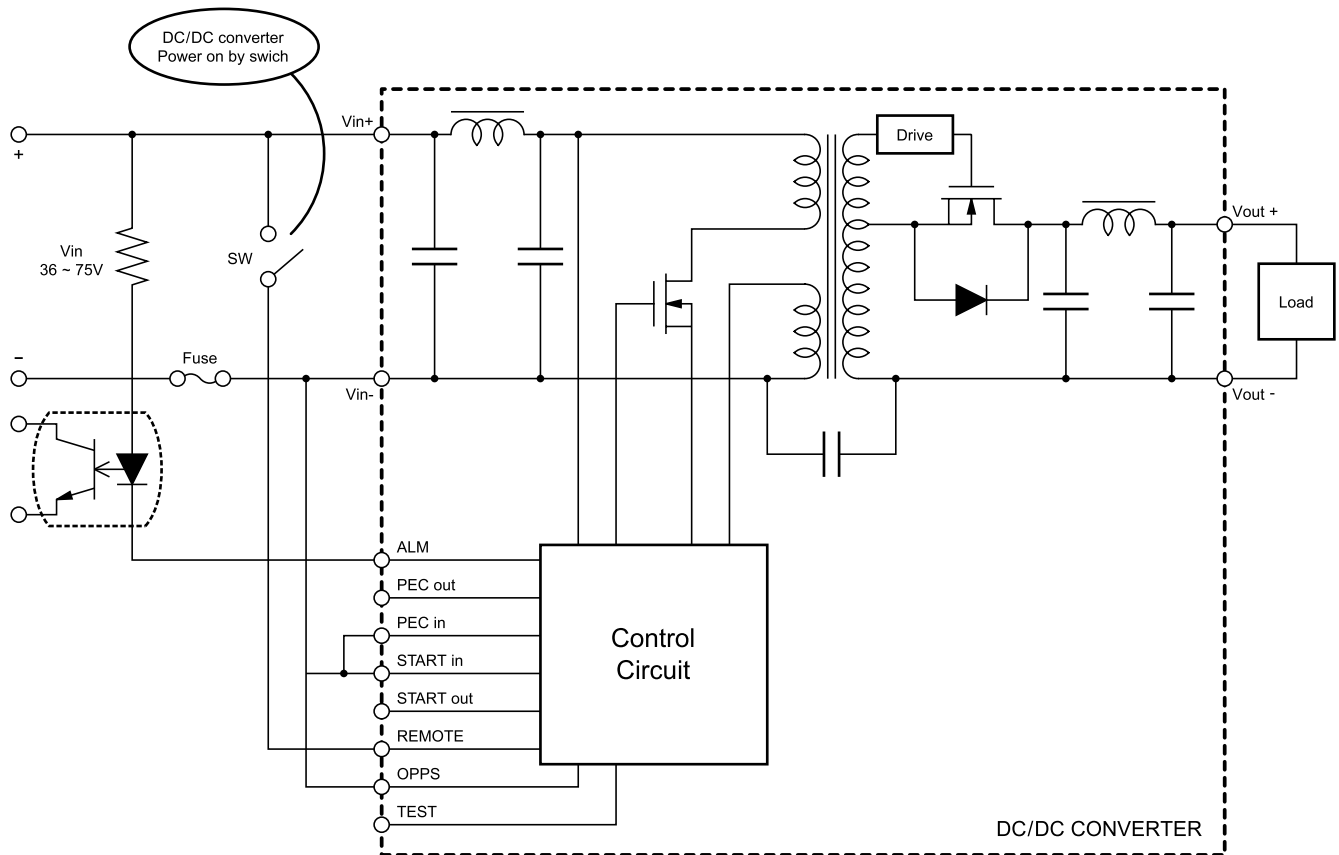 DC/DC converter
Power on by swich
Vin+
+
Drive
Vout +
Vin
36 ~ 75V
SW
Load
–
Fuse
Vin-
Vout -
ALM
PEC out
PEC in
START in
START out
REMOTE
OPPS
TEST
Control
Circuit
DC/DC CONVERTER